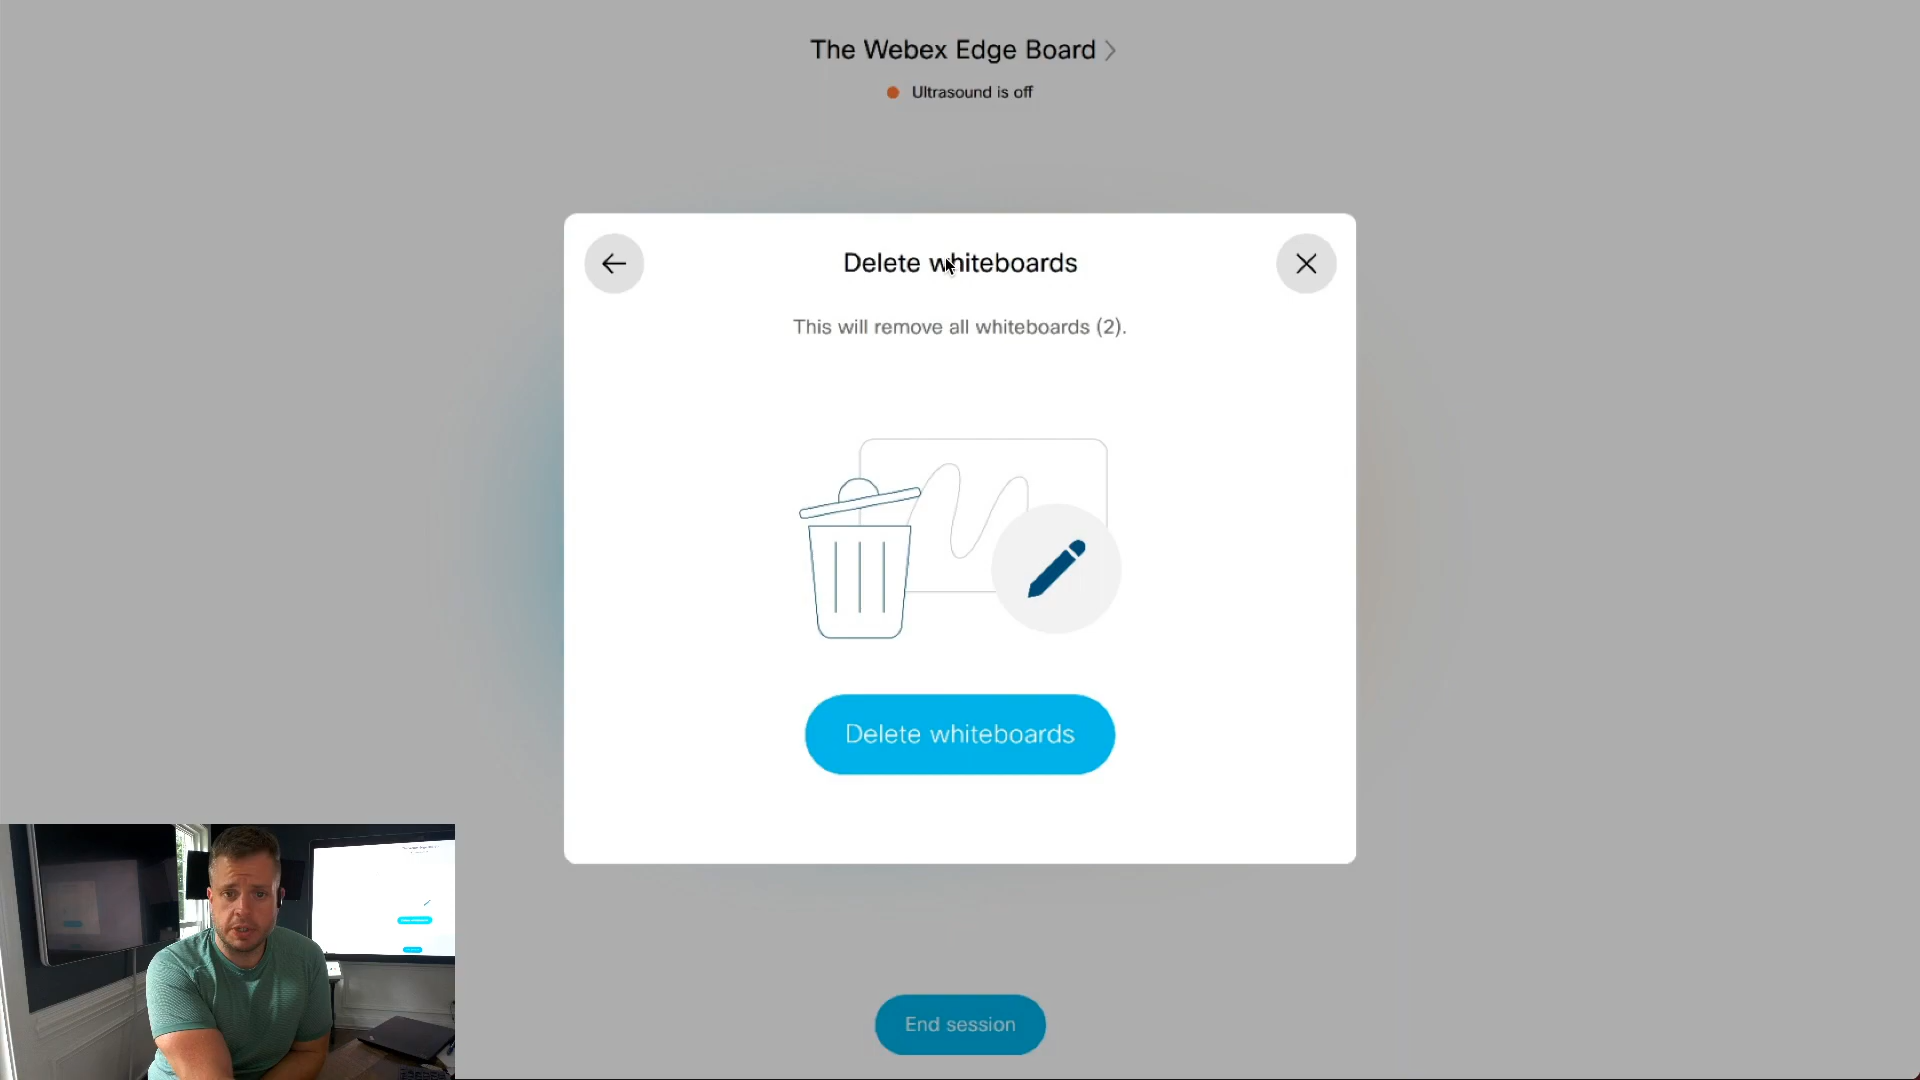 The Webex Edge Board
Ultrasound is off
Delete whiteboards
This will remove all whiteboards (2).
Delete whiteboards
End session